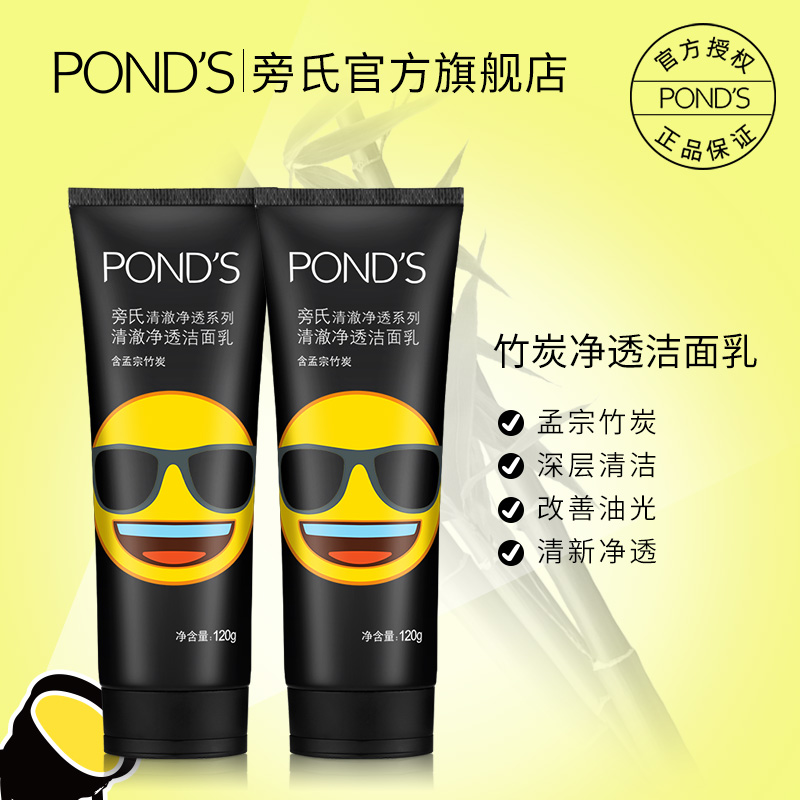 POND'S 旁氏官方旗舰店
官方授权
POND'S
正品保证
POND'S
旁氏清澈净透系列
清澈净透洁面乳
含孟宗竹炭
净含量:120g
POND'S
旁氏清澈净透系列
清澈净透洁面乳
含孟宗竹炭
净含量:120g
竹炭净透洁面乳
孟宗竹炭
深层清洁
改善油光
清新净透